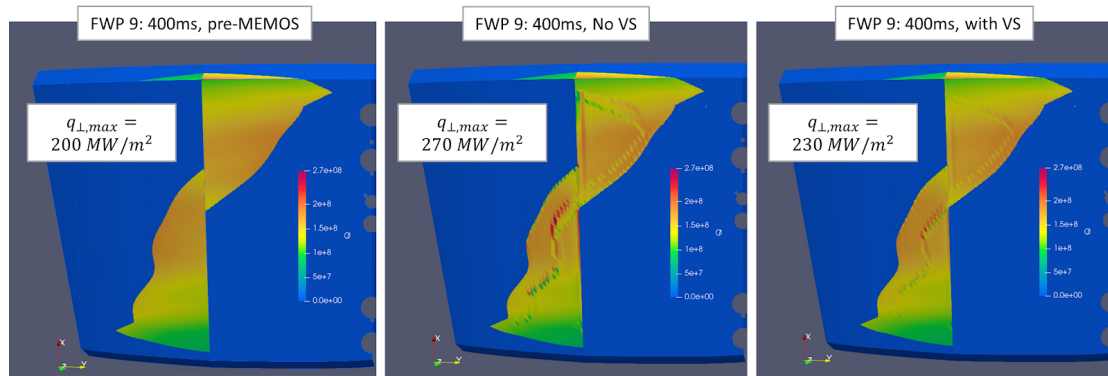 FWP 9: 400ms, pre-MEMOS
q⊥,max =
200 MW/m²
2.7e+08
2e+8
1.5e+8
1e+8
5e+7
0.0e+00
Q
X
Z
Y
FWP 9: 400ms, No VS
q⊥,max =
270 MW/m²
2.7e+08
2e+8
1.5e+8
1e+8
5e+7
0.0e+00
Q
X
Z
Y
FWP 9: 400ms, with VS
q⊥,max =
230 MW/m²
2.7e+08
2e+8
1.5e+8
1e+8
5e+7
0.0e+00
Q
X
Z
Y